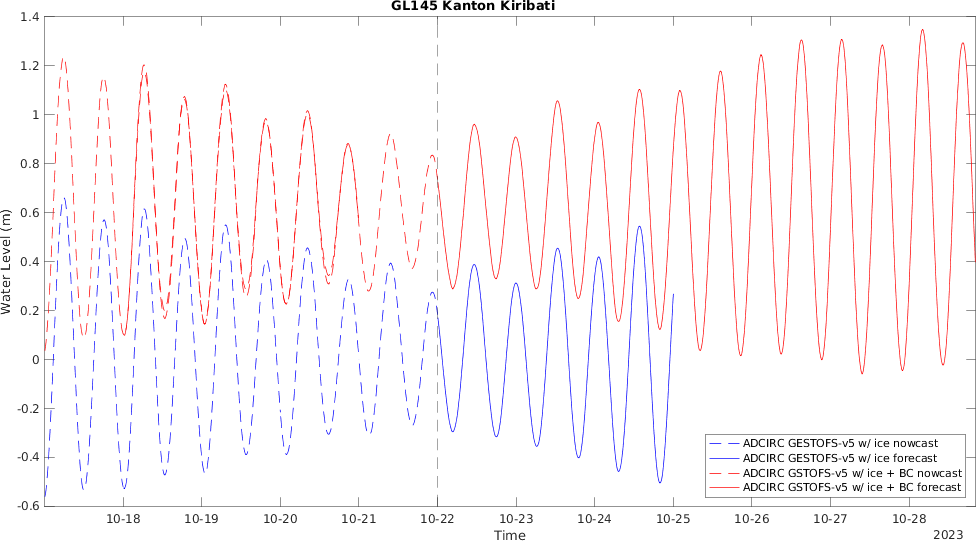 GL145 Kanton Kiribati
Water Level (m)
1.4
1.2
1
0.8
0.6
0.4
0.2
0
-0.2
-0.4
-0.6
ADCIRC GESTOFS-v5 w/ ice nowcast
ADCIRC GESTOFS-v5 w/ ice forecast
ADCIRC GSTOFS-v5 w/ ice + BC nowcast
ADCIRC GSTOFS-v5 w/ ice + BC forecast
10-18 10-19 10-20 10-21 10-22 10-23 10-24 10-25 10-26 10-27 10-28
Time
2023